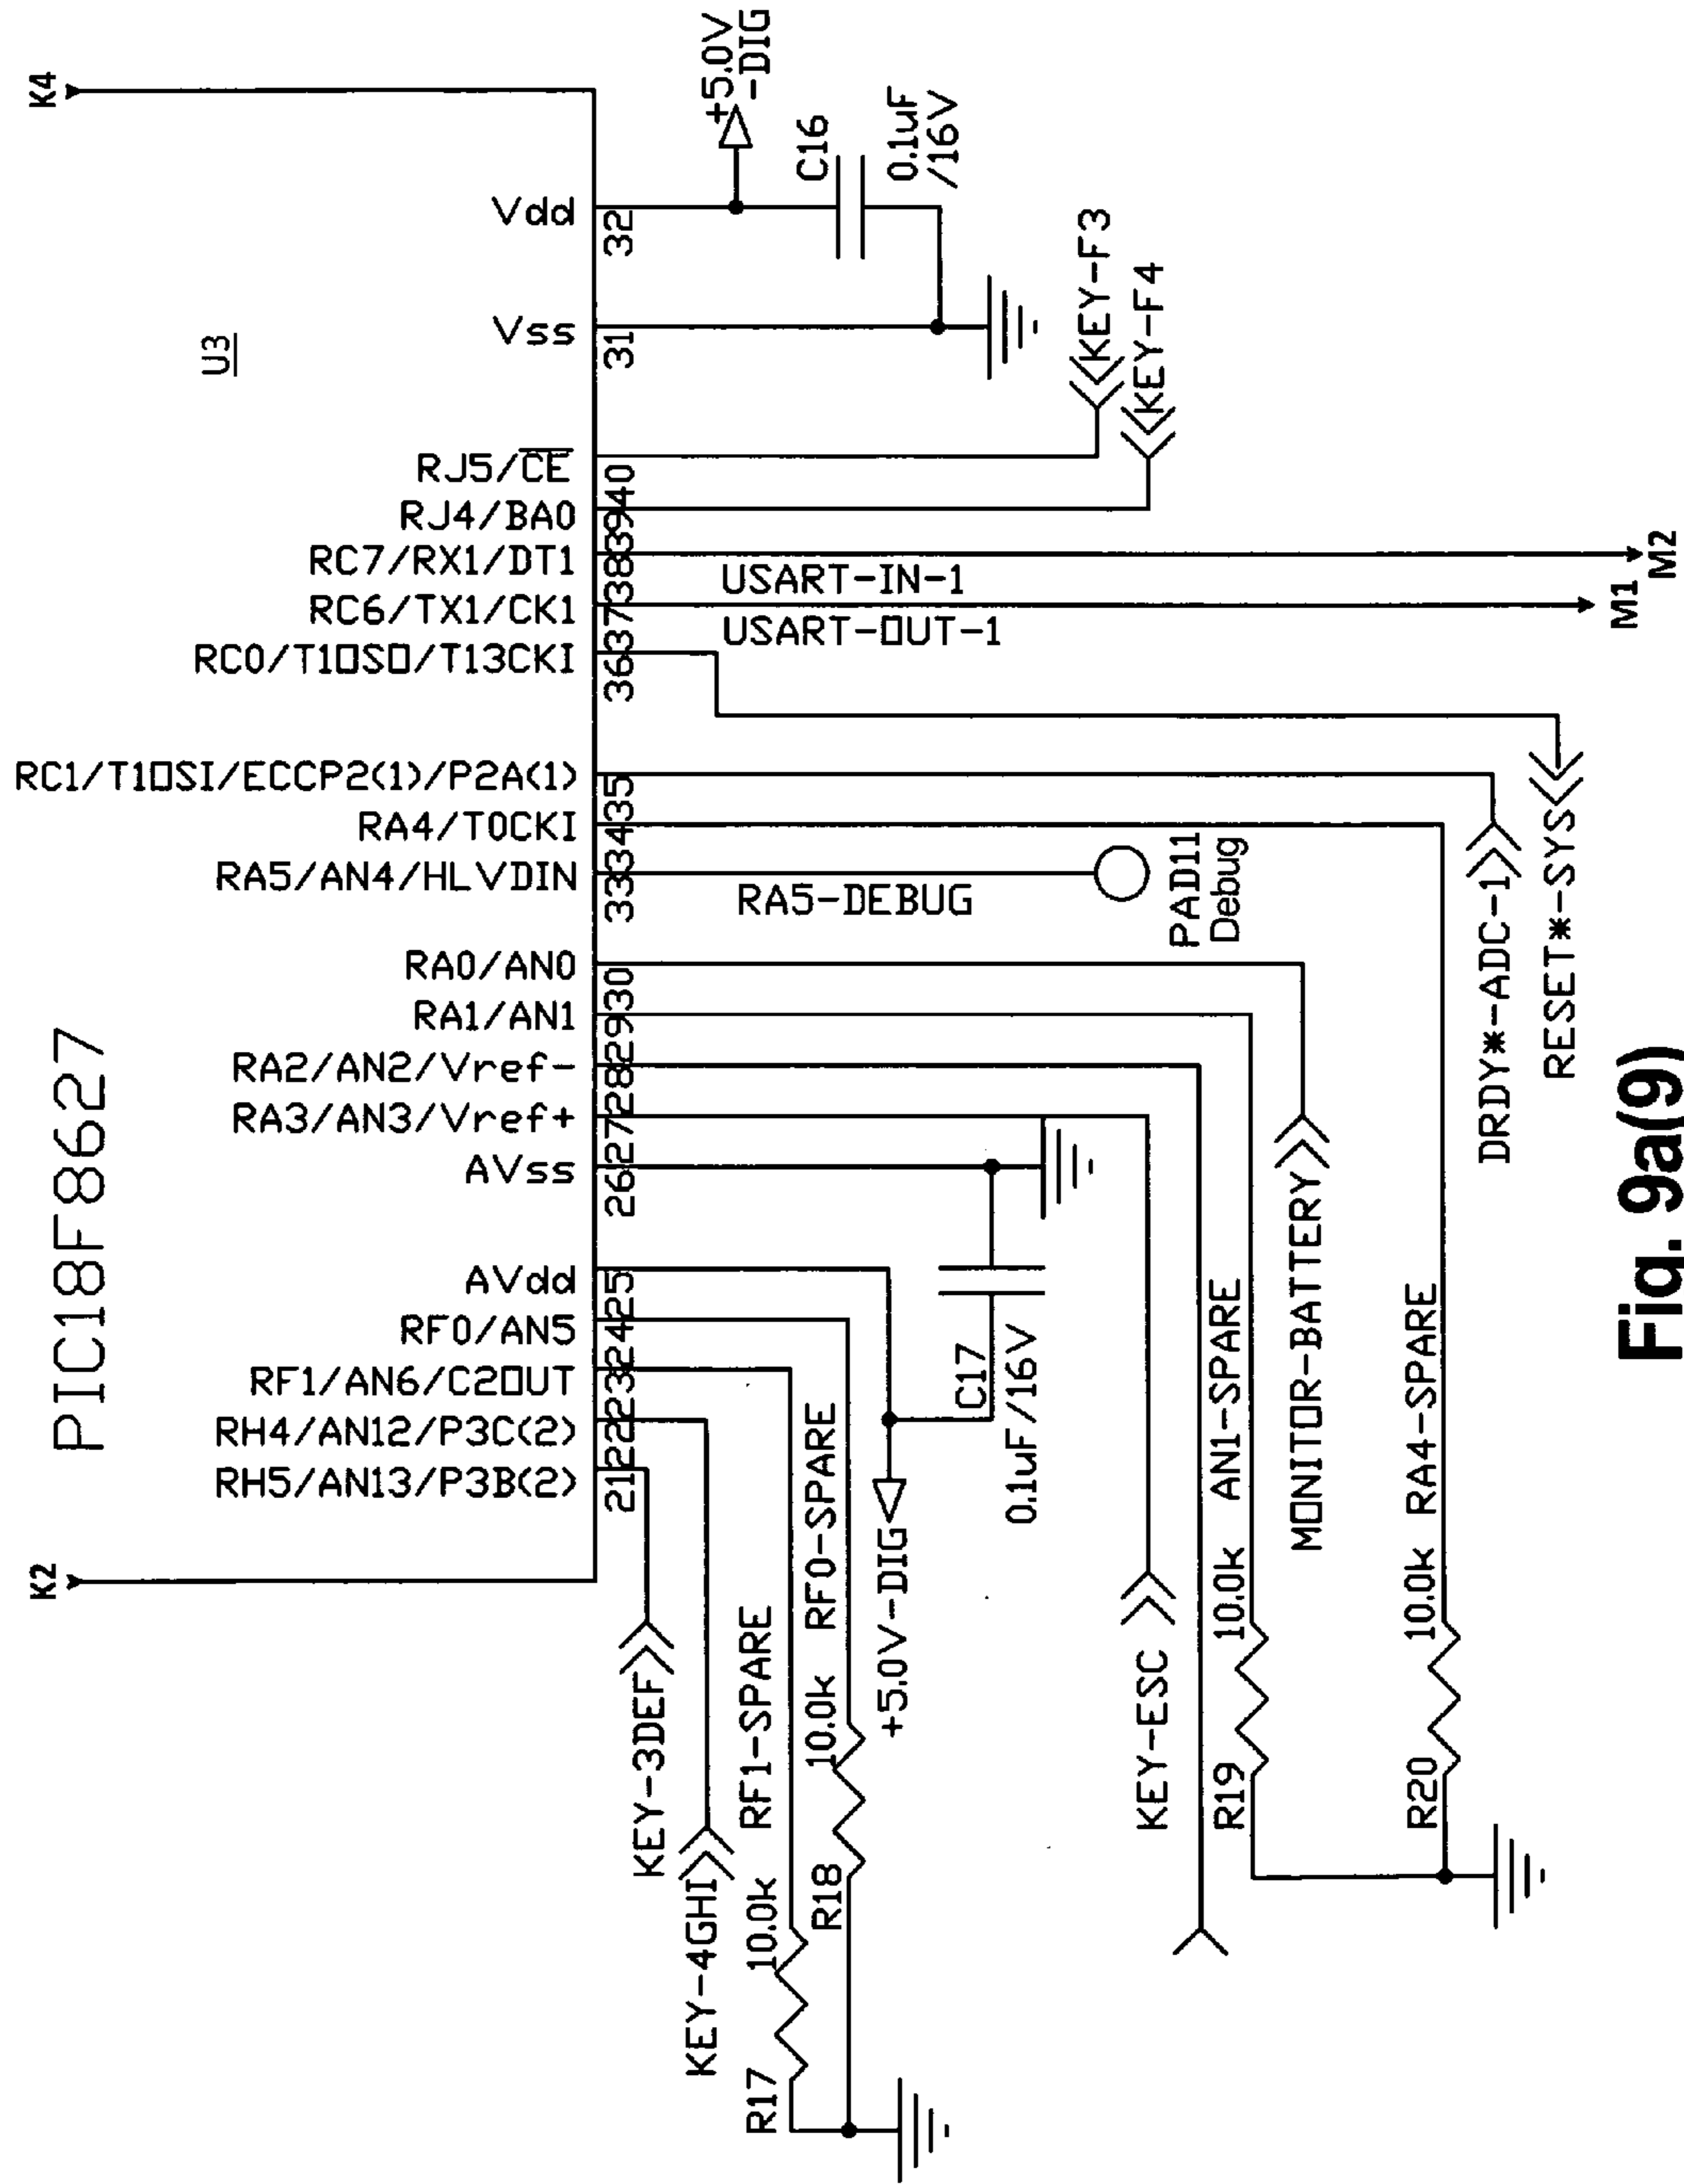 K4
K2
PIC18F8627
U3
RH5/AN13/P3B(2)
RH4/AN12/P3C(2)
RF1/AN6/C2OUT
RF0/AN5
AVdd
AVss
RA3/AN3/Vref+
RA2/AN2/Vref-
RA1/AN1
RA0/AN0
RA5/AN4/HLVDIN
RA4/T0CKI
RC1/T1OSI/ECCP2(1)/P2A(1)
RC0/T1OSO/T13CKI
RC6/TX1/CK1
RC7/RX1/DT1
RJ4/BA0
RJ5/CE
Vss
Vdd
21
22
23
24
25
26
27
28
29
30
33
34
35
36
37
38
39
40
31
32
+5.0V
-DIG
C16
0.1uF
/16V
KEY-F3
KEY-F4
USART-IN-1
USART-OUT-1
M1
M2
RA5-DEBUG
PAD11
Debug
DRDY*-ADC-1
RESET*-SYS
KEY-3DEF
KEY-4GHI
R17
10.0k
RF1-SPARE
R18
10.0k
RF0-SPARE
+5.0V-DIG
C17
0.1uF/16V
KEY-ESC
R19
10.0k
AN1-SPARE
MONITOR-BATTERY
R20
10.0k
RA4-SPARE
Fig. 9a(9)